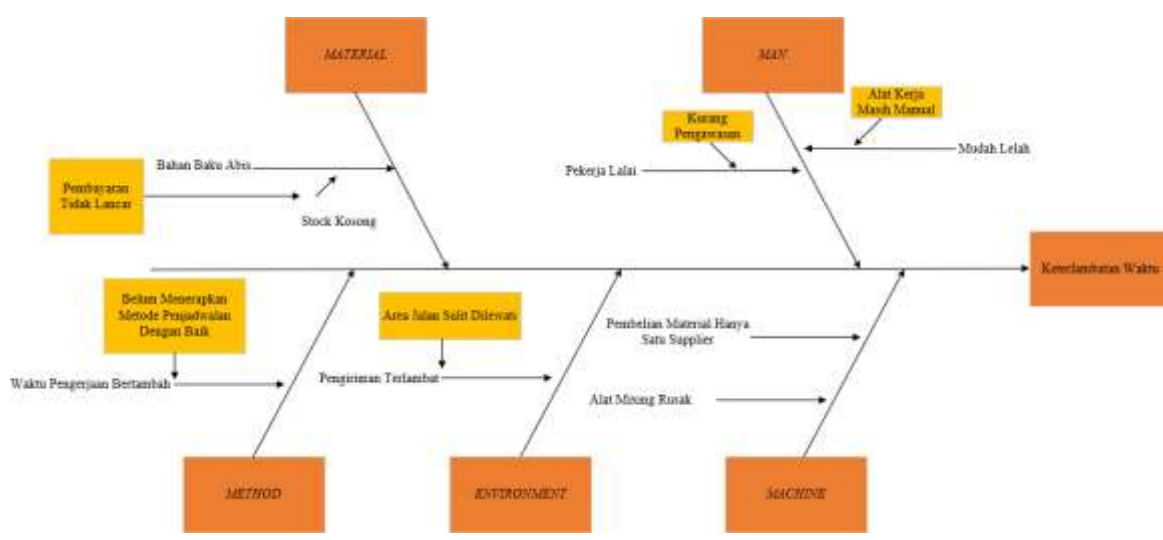 MATERIAL
MAN
Alat Kerja
Masih Manual
Kurang
Pengawasan
Mudah Lelah
Bahan Baku Abis
Pekerja Lalai
Pembayaran
Tidak Lancar
Stock Kosong
Keterlambatan Waktu
Belum Menerapkan
Metode Penjadwalan
Dengan Baik
Area Jalan Sulit Dilewati
Pembelian Material Hanya
Satu Supplier
Waktu Pengerjaan Bertambah
Pengiriman Terlambat
Alat Mixing Rusak
METHOD
ENVIRONMENT
MACHINE